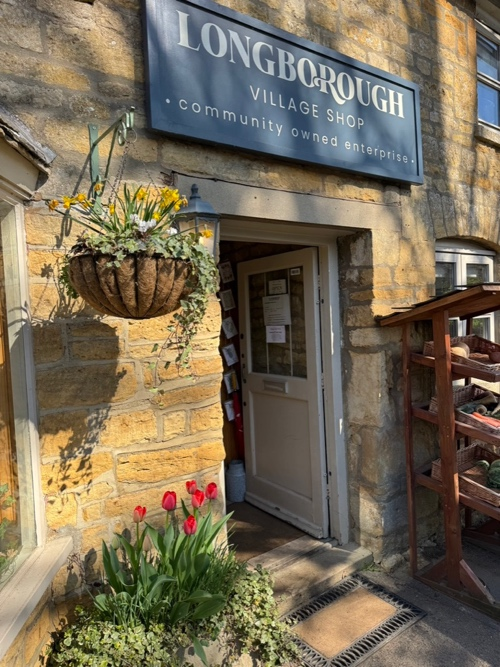 LONGBOROUGH
VILLAGE SHOP
• community owned enterprise •